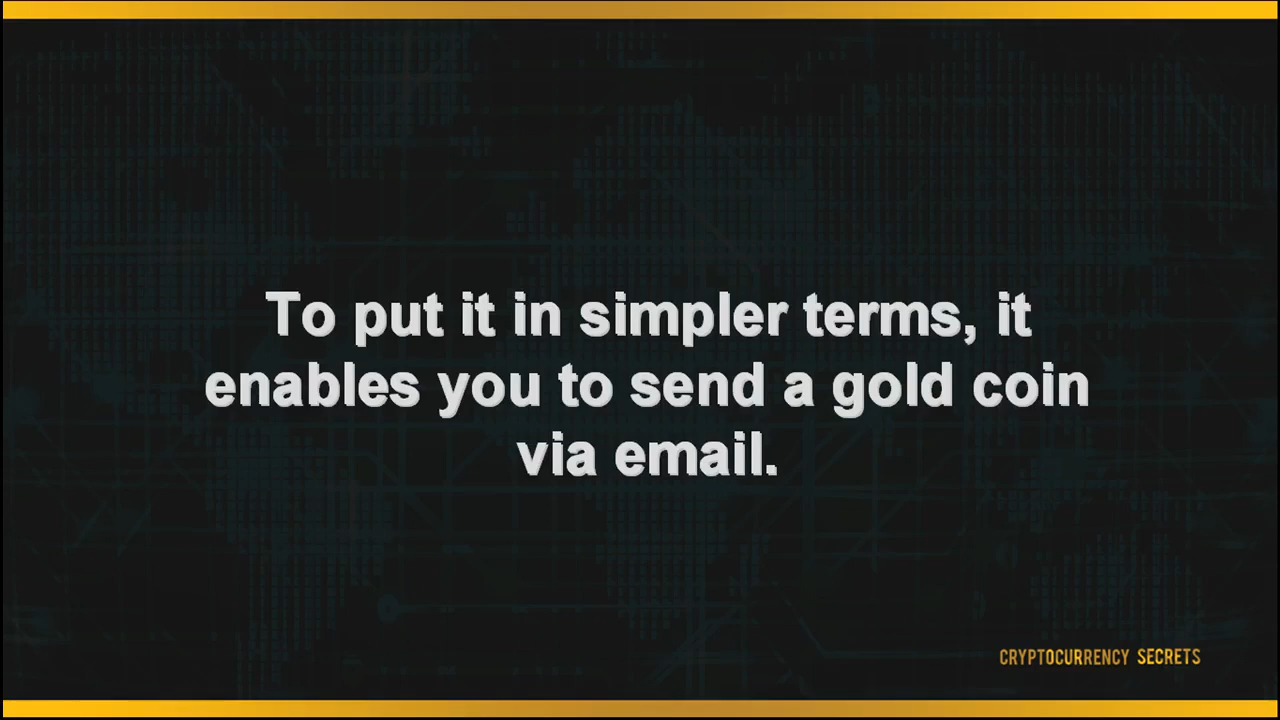 To put it in simpler terms, it
enables you to send a gold coin
via email.
CRYPTOCURRENCY SECRETS